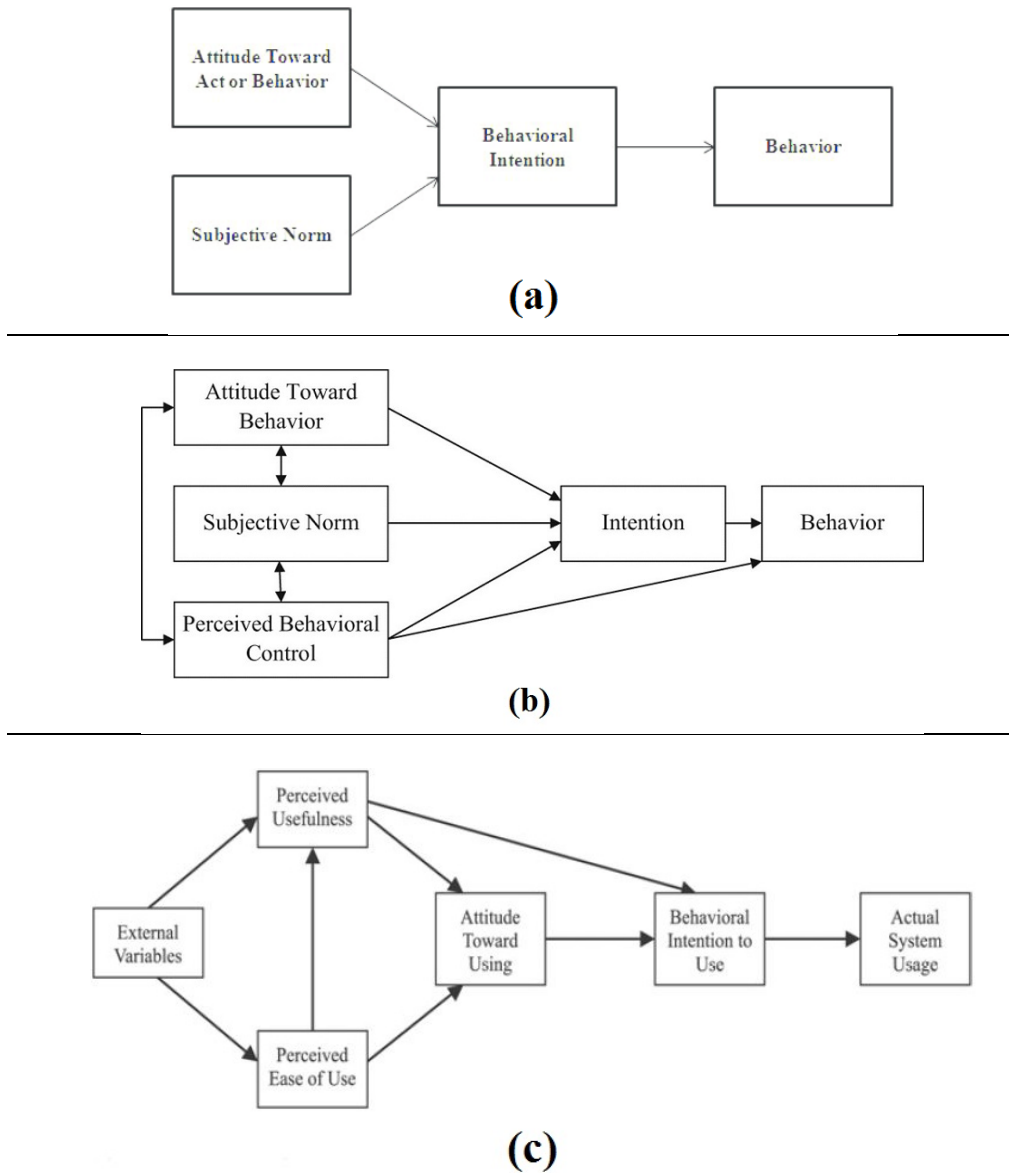 Attitude Toward
Act or Behavior
Behavioral
Intention
Behavior
Subjective Norm
(a)
Attitude Toward
Behavior
Subjective Norm
Intention
Behavior
Perceived Behavioral
Control
(b)
Perceived
Usefulness
External
Variables
Attitude
Toward
Using
Behavioral
Intention to
Use
Actual
System
Usage
Perceived
Ease of Use
(c)